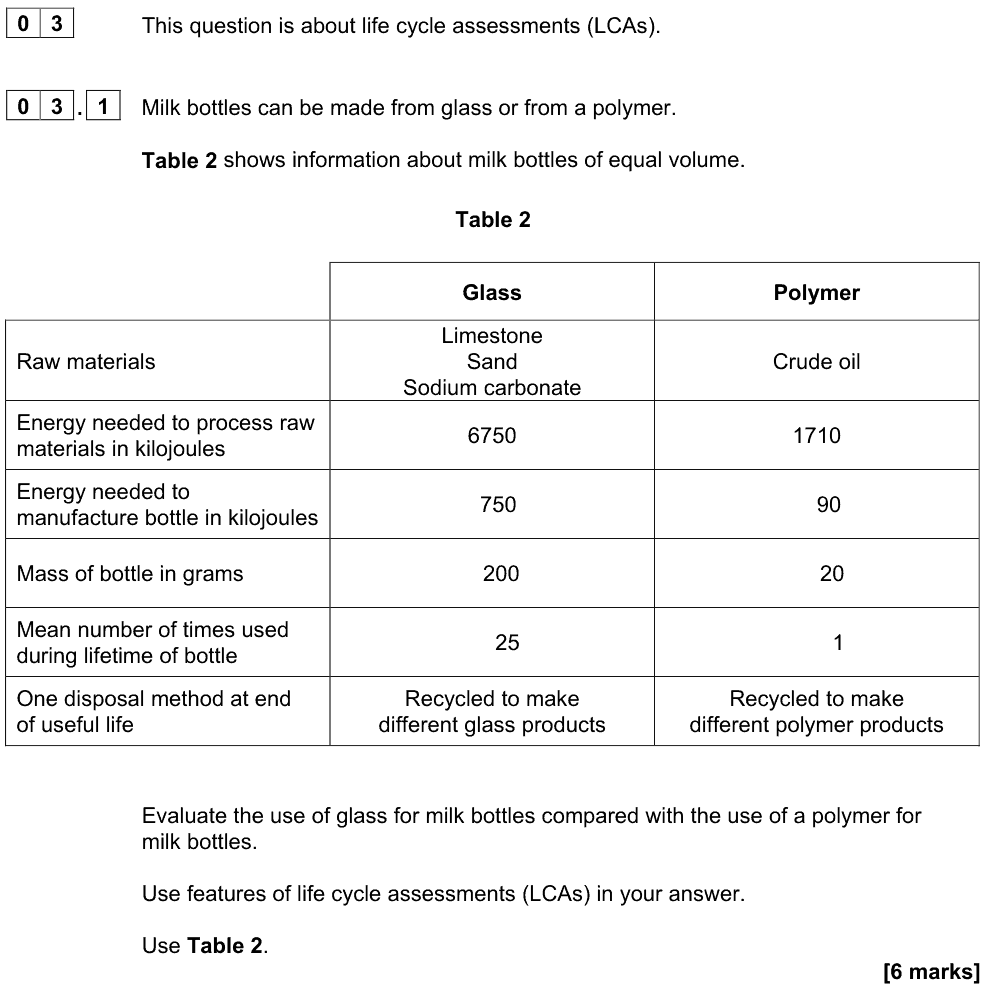 0 3 This question is about life cycle assessments (LCAs).
0 3 . 1 Milk bottles can be made from glass or from a polymer.
Table 2 shows information about milk bottles of equal volume.
Table 2
Glass Polymer
Raw materials
Limestone
Sand
Sodium carbonate
Crude oil
Energy needed to process raw
materials in kilojoules
6750 1710
Energy needed to
manufacture bottle in kilojoules
750 90
Mass of bottle in grams 200 20
Mean number of times used
during lifetime of bottle
25 1
One disposal method at end
of useful life
Recycled to make
different glass products
Recycled to make
different polymer products
Evaluate the use of glass for milk bottles compared with the use of a polymer for
milk bottles.
Use features of life cycle assessments (LCAs) in your answer.
Use Table 2.
[6 marks]